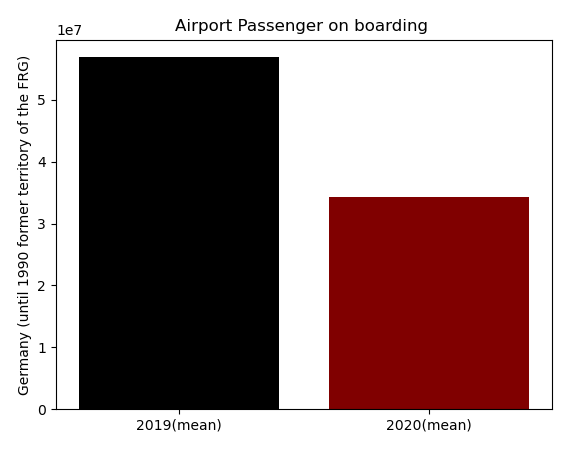 Airport Passenger on boarding
1e7
Germany (until 1990 former territory of the FRG)
5
4
3
2
1
0
2019(mean) 2020(mean)